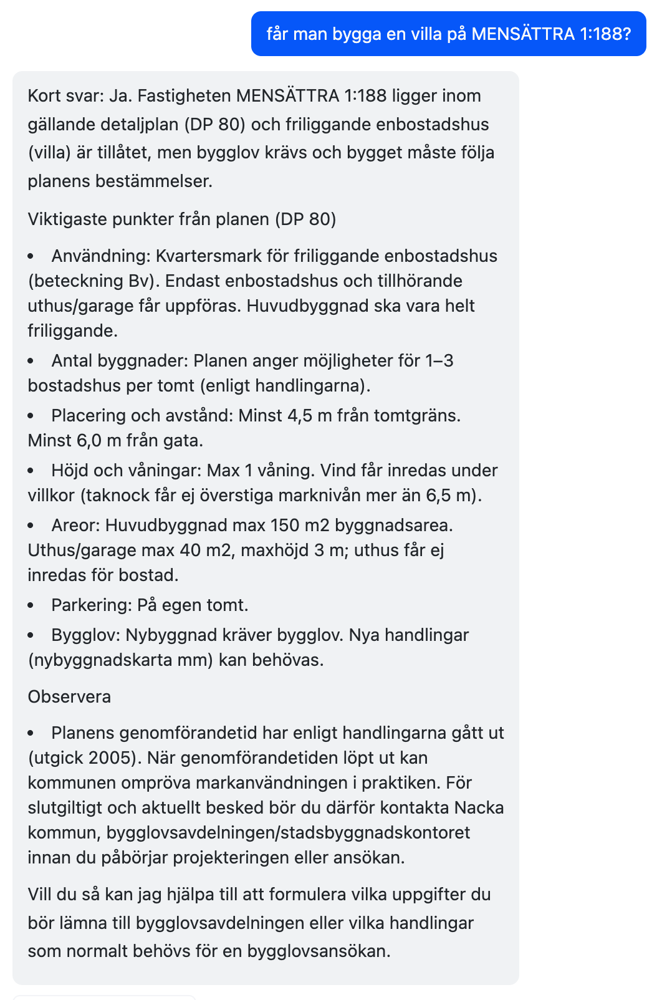 får man bygga en villa på MENSÄTTRA 1:188?
Kort svar: Ja. Fastigheten MENSÄTTRA 1:188 ligger inom
gällande detaljplan (DP 80) och friliggande enbostadshus
(villa) är tillåtet, men bygglov krävs och bygget måste följa
planens bestämmelser.
Viktigaste punkter från planen (DP 80)
• Användning: Kvartersmark för friliggande enbostadshus
(beteckning Bv). Endast enbostadshus och tillhörande
uthus/garage får uppföras. Huvudbyggnad ska vara helt
friliggande.
• Antal byggnader: Planen anger möjligheter för 1–3
bostadshus per tomt (enligt handlingarna).
• Placering och avstånd: Minst 4,5 m från tomtgräns.
Minst 6,0 m från gata.
• Höjd och våningar: Max 1 våning. Vind får inredas under
villkor (taknock får ej överstiga marknivån mer än 6,5 m).
• Areor: Huvudbyggnad max 150 m2 byggnadsarea.
Uthus/garage max 40 m2, maxhöjd 3 m; uthus får ej
inredas för bostad.
• Parkering: På egen tomt.
• Bygglov: Nybyggnad kräver bygglov. Nya handlingar
(nybyggnadskarta mm) kan behövas.
Observera
• Planens genomförandetid har enligt handlingarna gått ut
(utgick 2005). När genomförandetiden löpt ut kan
kommunen ompröva markanvändningen i praktiken. För
slutgiltigt och aktuellt besked bör du därför kontakta Nacka
kommun, bygglovsavdelningen/stadsbyggnadskontoret
innan du påbörjar projekteringen eller ansökan.
Vill du så kan jag hjälpa till att formulera vilka uppgifter du
bör lämna till bygglovsavdelningen eller vilka handlingar
som normalt behövs för en bygglovsansökan.